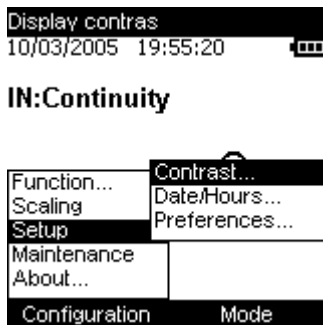 Display contras
10/03/2005 19:55:20
IN:Continuity
Function...
Scaling
Setup
Maintenance
About...
Contrast...
Date/Hours...
Preferences...
Configuration Mode